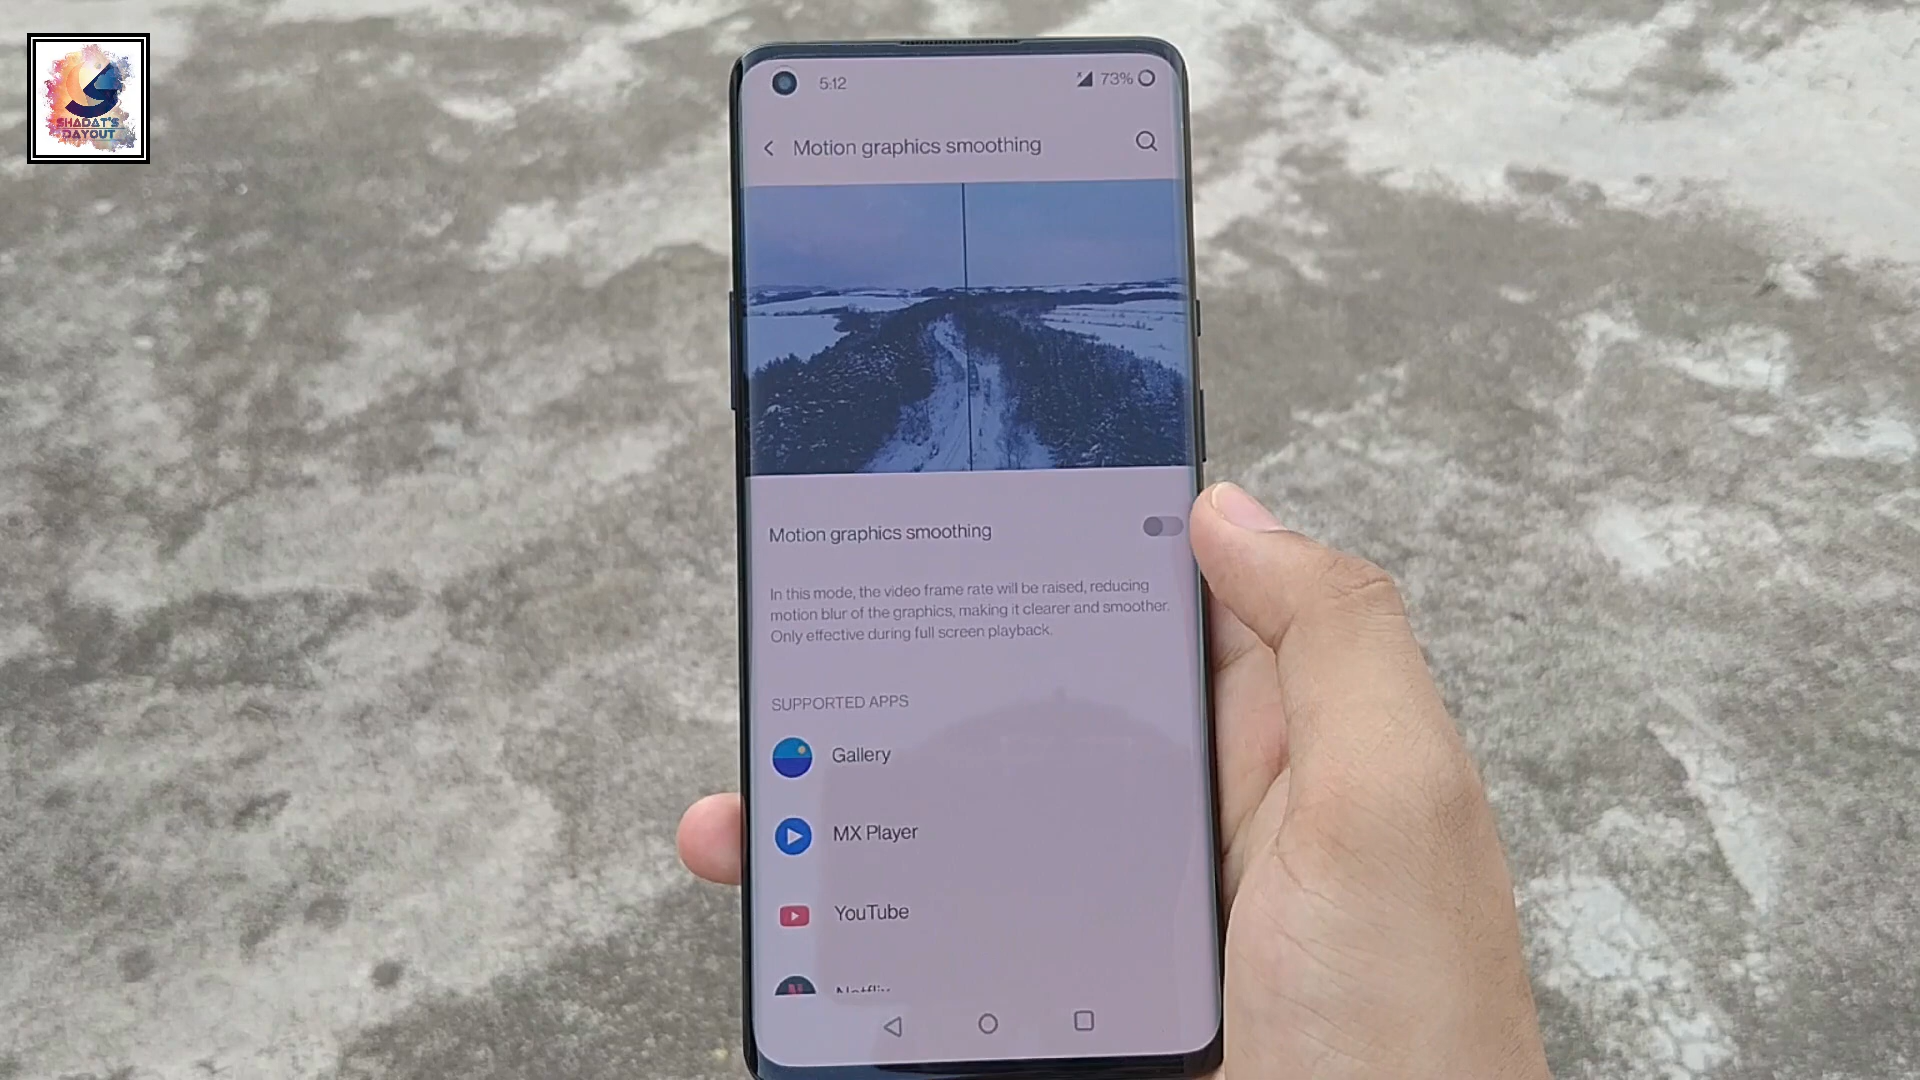 SHADAT'S
DAYOUT
5:12
73%
Motion graphics smoothing
Motion graphics smoothing
In this mode, the video frame rate will be raised, reducing
motion blur of the graphics, making it clearer and smoother.
Only effective during full screen playback.
SUPPORTED APPS
Gallery
MX Player
YouTube
Netflix